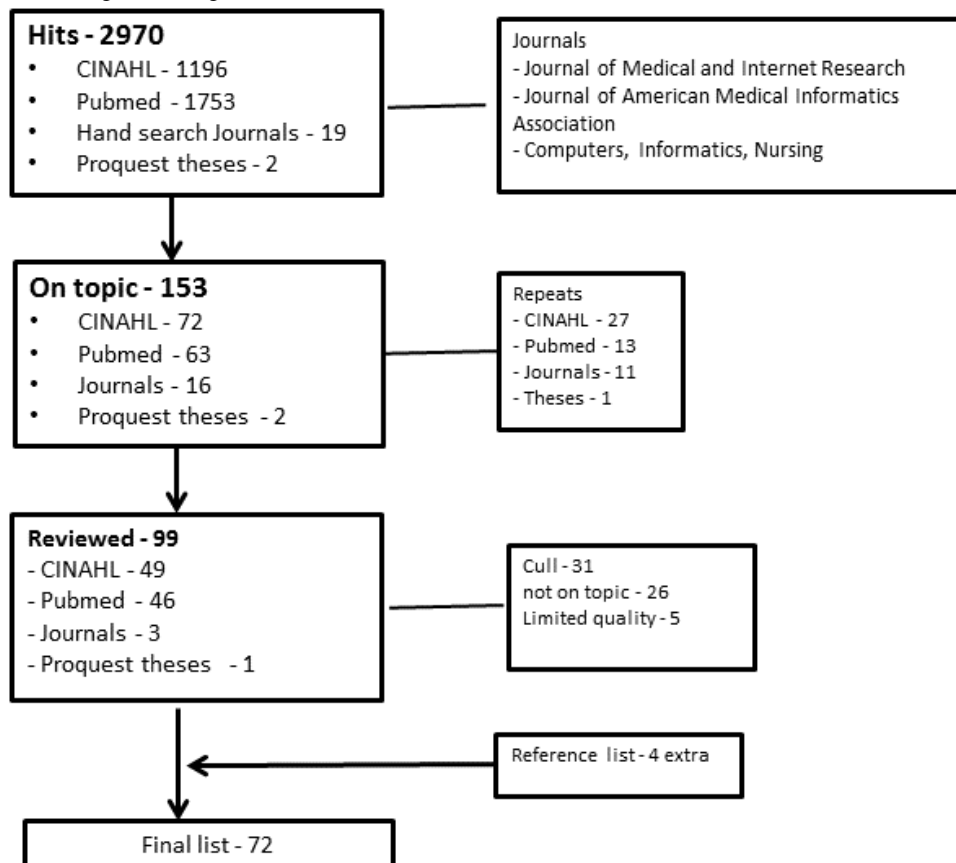 Hits - 2970
• CINAHL - 1196
• Pubmed - 1753
• Hand search Journals - 19
• Proquest theses - 2
Journals
- Journal of Medical and Internet Research
- Journal of American Medical Informatics
Association
- Computers, Informatics, Nursing
On topic - 153
• CINAHL - 72
• Pubmed - 63
• Journals - 16
• Proquest theses - 2
Repeats
- CINAHL - 27
- Pubmed - 13
- Journals - 11
- Theses - 1
Reviewed - 99
- CINAHL - 49
- Pubmed - 46
- Journals - 3
- Proquest theses - 1
Cull - 31
not on topic - 26
Limited quality - 5
Reference list - 4 extra
Final list - 72